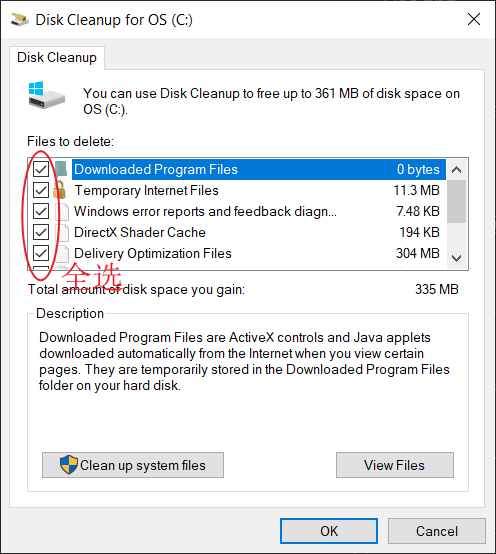 Disk Cleanup for OS (C:)
Disk Cleanup
You can use Disk Cleanup to free up to 361 MB of disk space on
OS (C:).
Files to delete:
Downloaded Program Files 0 bytes
Temporary Internet Files 11.3 MB
Windows error reports and feedback diagn... 7.48 KB
DirectX Shader Cache 194 KB
Delivery Optimization Files 304 MB
全选
Total amount of disk space you gain: 335 MB
Description
Downloaded Program Files are ActiveX controls and Java applets
downloaded automatically from the Internet when you view certain
pages. They are temporarily stored in the Downloaded Program Files
folder on your hard disk.
Clean up system files View Files
OK Cancel